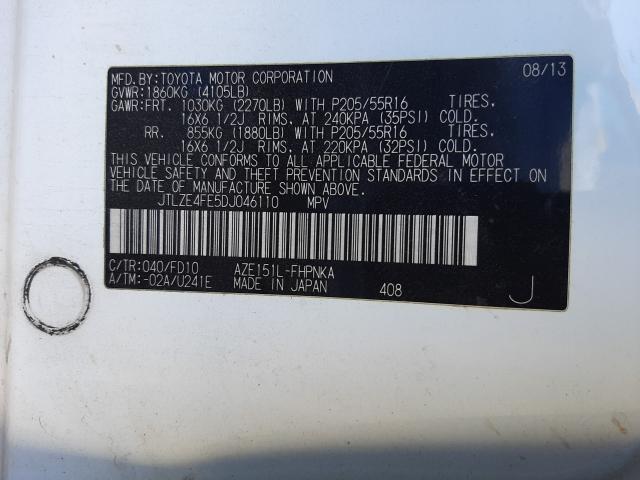 MFD.BY:TOYOTA MOTOR CORPORATION 08/13
GVWR:1860KG (4105LB)
GAWR:FRT. 1030KG (2270LB) WITH P205/55R16 TIRES,
16X6 1/2J RIMS, AT 240KPA (35PSI) COLD.
RR. 855KG (1880LB) WITH P205/55R16 TIRES,
16X6 1/2J RIMS, AT 220KPA (32PSI) COLD.
THIS VEHICLE CONFORMS TO ALL APPLICABLE FEDERAL MOTOR
VEHICLE SAFETY AND THEFT PREVENTION STANDARDS IN EFFECT ON
THE DATE OF MANUFACTURE SHOWN ABOVE.
JTLZE4FE5DJ046110 MPV
C/TR:040/FD10 AZE151L-FHPNKA
A/TM:-02A/U241E MADE IN JAPAN 408 J